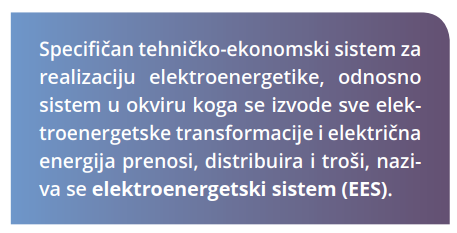 Specifičan tehničko-ekonomski sistem za
realizaciju elektroenergetike, odnosno
sistem u okviru koga se izvode sve elek-
troenergetske transformacije i električna
energija prenosi, distribuira i troši, nazi-
va se elektroenergetski sistem (EES).